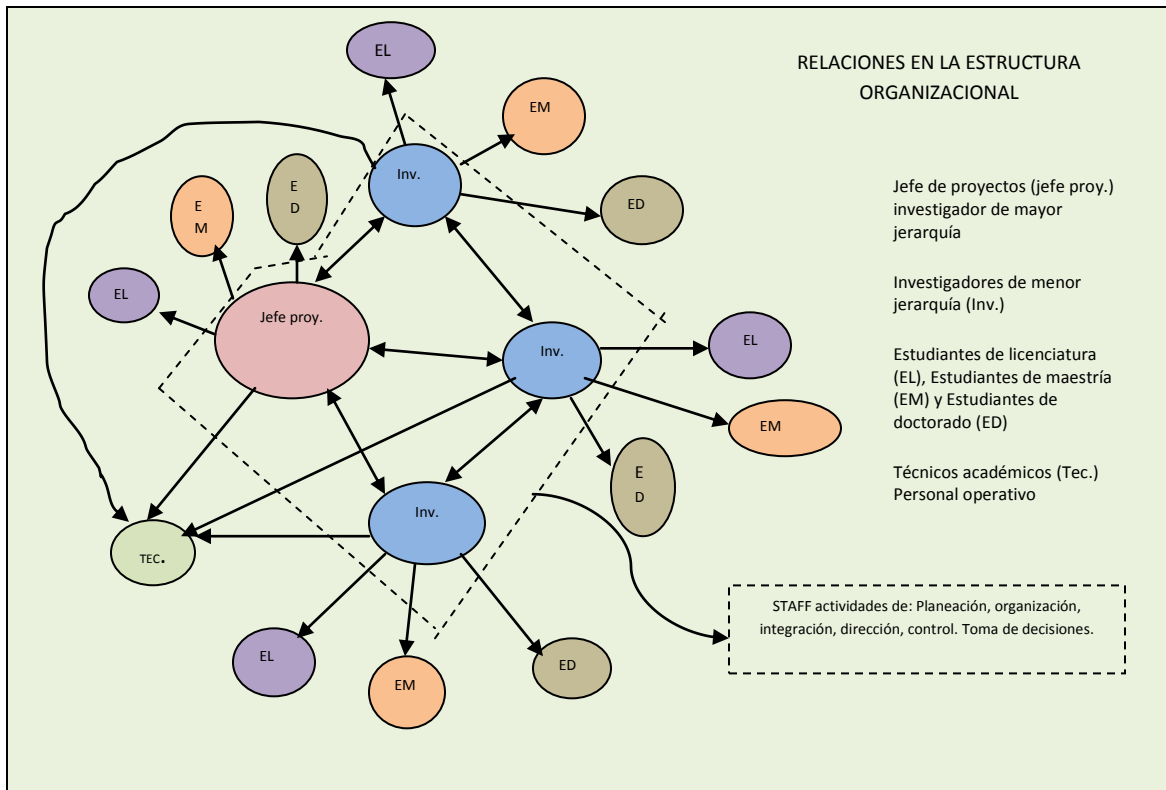 EL
RELACIONES EN LA ESTRUCTURA
ORGANIZACIONAL
EM
Inv.
E
D
E
M
ED
Jefe de proyectos (jefe proy.)
investigador de mayor
jerarquía
EL
Investigadores de menor
jerarquía (Inv.)
Jefe proy.
Inv.
EL
Estudiantes de licenciatura
(EL), Estudiantes de maestría
(EM) y Estudiantes de
doctorado (ED)
EM
E
D
Técnicos académicos (Tec.)
Personal operativo
Inv.
TEC.
STAFF actividades de: Planeación, organización,
integración, dirección, control. Toma de decisiones.
EL
EM
ED